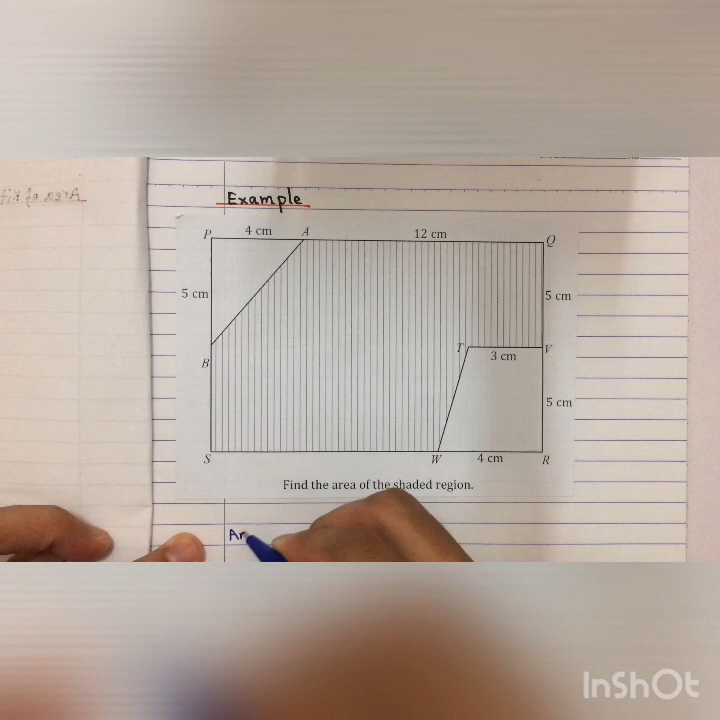 Example
P 4 cm A 12 cm Q
5 cm 5 cm
B T 3 cm V
5 cm
S W 4 cm R
Find the area of the shaded region.
Ar
InShOt